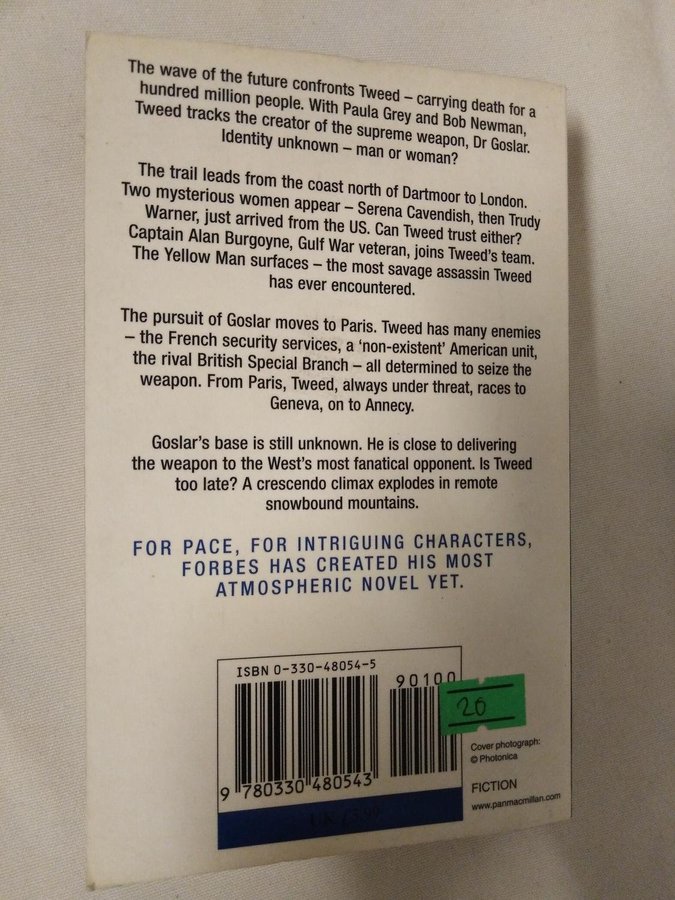 The wave of the future confronts Tweed – carrying death for a
hundred million people. With Paula Grey and Bob Newman,
Tweed tracks the creator of the supreme weapon, Dr Goslar.
Identity unknown – man or woman?
The trail leads from the coast north of Dartmoor to London.
Two mysterious women appear – Serena Cavendish, then Trudy
Warner, just arrived from the US. Can Tweed trust either?
Captain Alan Burgoyne, Gulf War veteran, joins Tweed's team.
The Yellow Man surfaces – the most savage assassin Tweed
has ever encountered.
The pursuit of Goslar moves to Paris. Tweed has many enemies
– the French security services, a 'non-existent' American unit,
the rival British Special Branch – all determined to seize the
weapon. From Paris, Tweed, always under threat, races to
Geneva, on to Annecy.
Goslar's base is still unknown. He is close to delivering
the weapon to the West's most fanatical opponent. Is Tweed
too late? A crescendo climax explodes in remote
snowbound mountains.
FOR PACE, FOR INTRIGUING CHARACTERS,
FORBES HAS CREATED HIS MOST
ATMOSPHERIC NOVEL YET.
ISBN 0-330-48054-5
90100
20
9 780330 480543
Cover photograph:
© Photonica
FICTION
www.panmacmillan.com